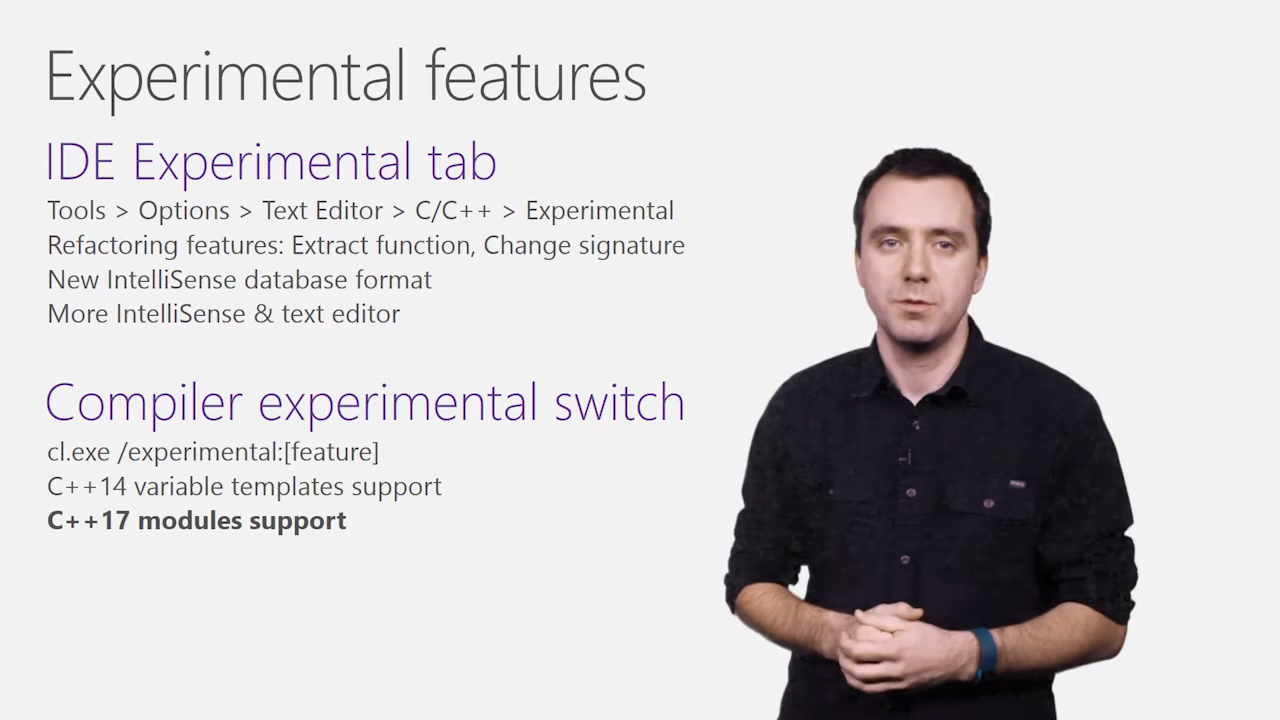 Experimental features
IDE Experimental tab
Tools > Options > Text Editor > C/C++ > Experimental
Refactoring features: Extract function, Change signature
New IntelliSense database format
More IntelliSense & text editor
Compiler experimental switch
cl.exe /experimental:[feature]
C++14 variable templates support
C++17 modules support